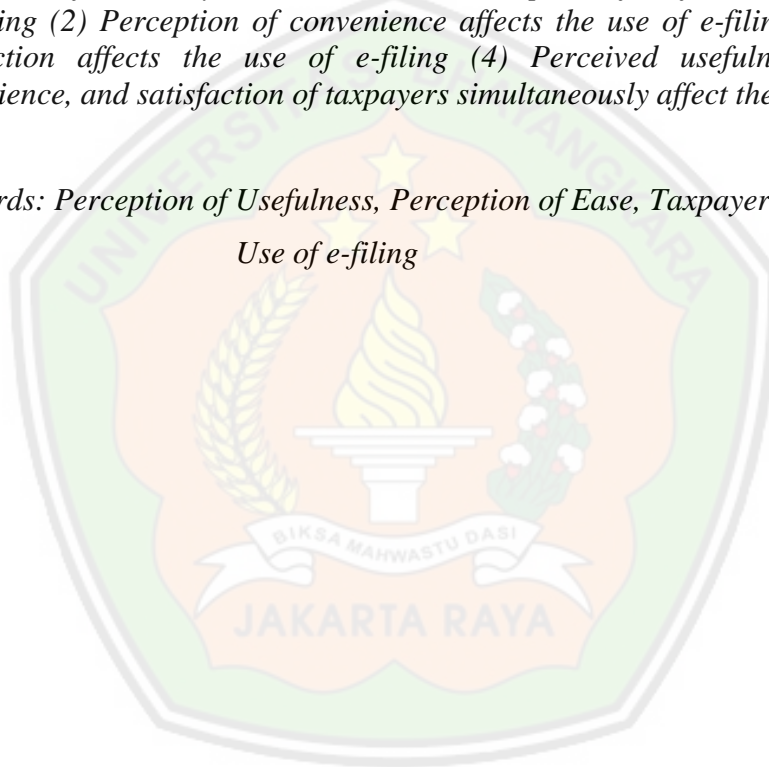 ing (2) Perception of convenience affects the use of e-filin
ction affects the use of e-filing (4) Perceived usefuln
ience, and satisfaction of taxpayers simultaneously affect the
rds: Perception of Usefulness, Perception of Ease, Taxpayer
Use of e-filing
UNIVERSITAS BHAYANGKARA
BIKSA MAHWASTU DASI
JAKARTA RAYA